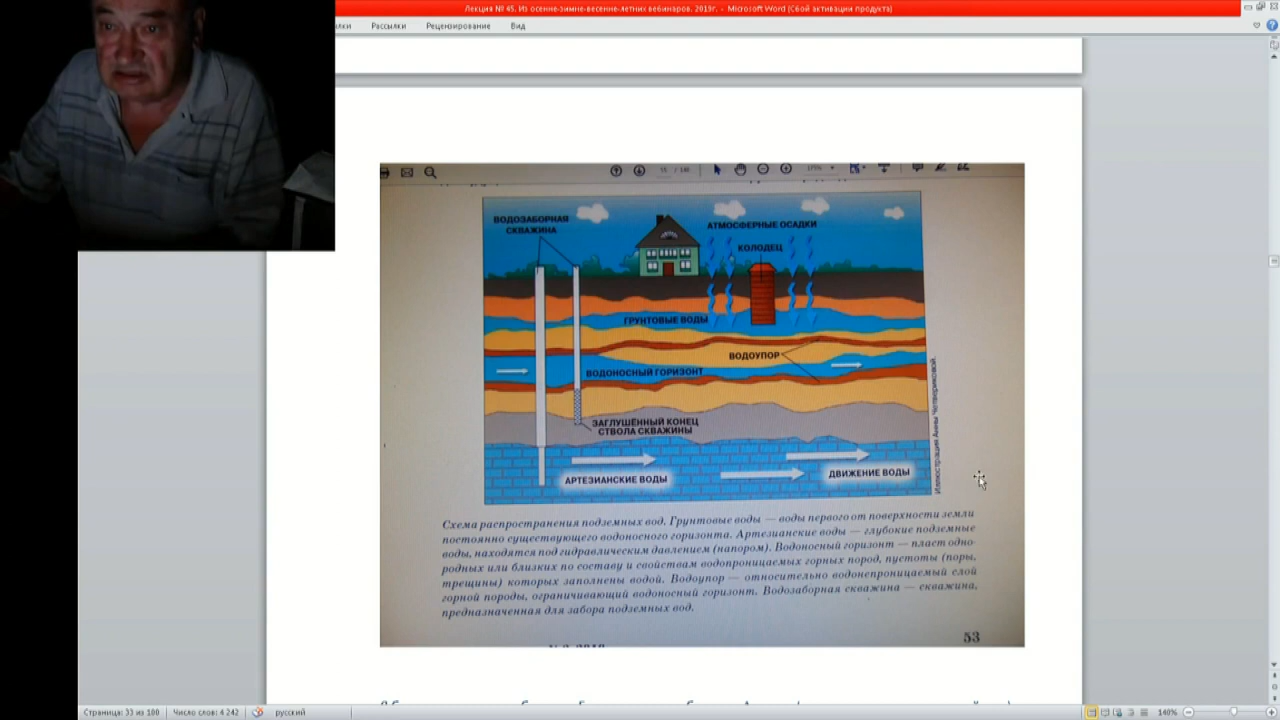 Лекция № 45. Из осенне-зимне-весенне-летних вебинаров. 2019г. - Microsoft Word (Сбой активации продукта)
Рассылки
Рецензирование
Вид
175%
ВОДОЗАБОРНАЯ
СКВАЖИНА
АТМОСФЕРНЫЕ ОСАДКИ
КОЛОДЕЦ
ГРУНТОВЫЕ ВОДЫ
ВОДОУПОР
ВОДОНОСНЫЙ ГОРИЗОНТ
ЗАГЛУШЁННЫЙ КОНЕЦ
СТВОЛА СКВАЖИНЫ
АРТЕЗИАНСКИЕ ВОДЫ
ДВИЖЕНИЕ ВОДЫ
Иллюстрация Анны Четвериковой.
Схема распространения подземных вод. Грунтовые воды — воды первого от поверхности земли
постоянно существующего водоносного горизонта. Артезианские воды — глубокие подземные
воды, находятся под гидравлическим давлением (напором). Водоносный горизонт — пласт одно-
родных или близких по составу и свойствам водопроницаемых горных пород, пустоты (поры,
трещины) которых заполнены водой. Водоупор — относительно водонепроницаемый слой
горной породы, ограничивающий водоносный горизонт. Водозаборная скважина — скважина,
предназначенная для забора подземных вод.
53
Страница: 33 из 100
Число слов: 4 242
русский
140%